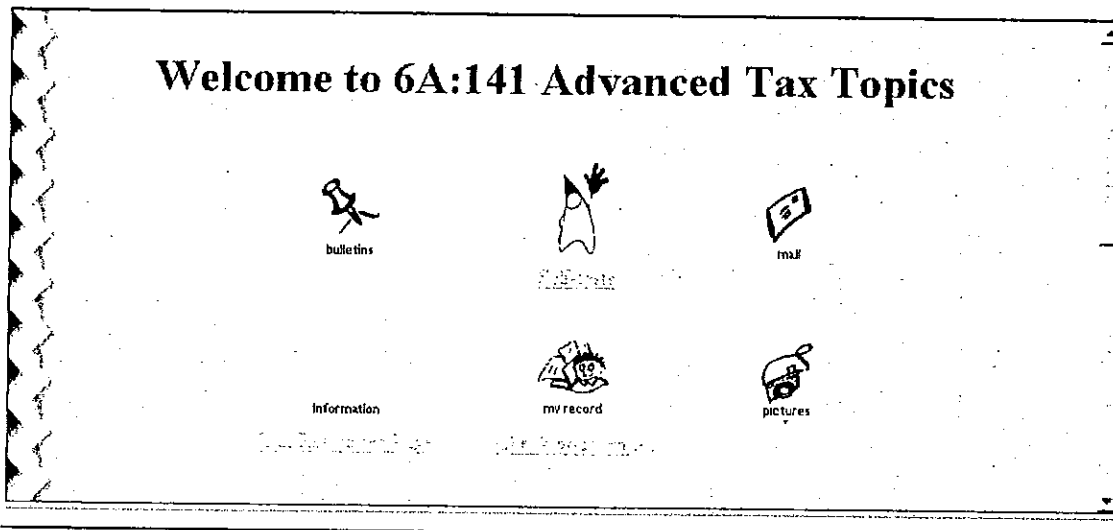 Welcome to 6A:141 Advanced Tax Topics
bulletins
mail
information
my record
pictures